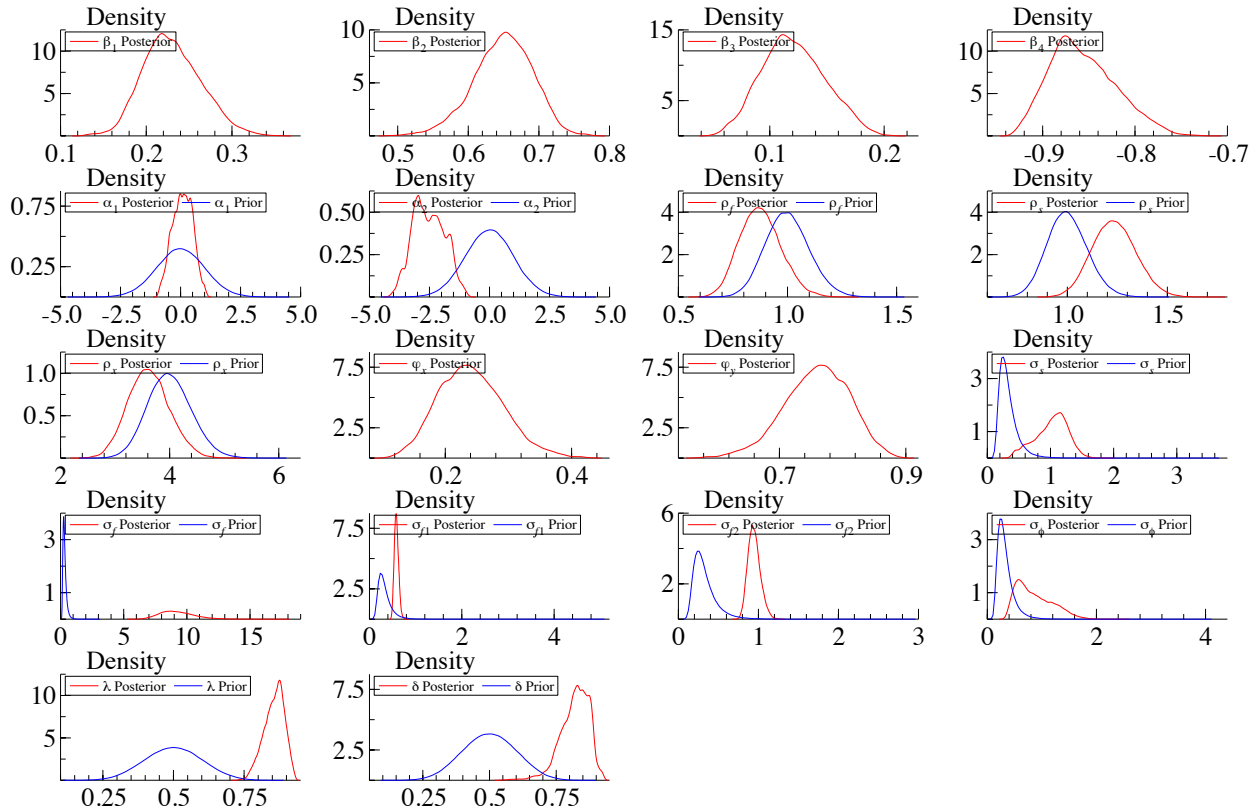 Density Density Density Density
10 5 β1 Posterior
0.1 0.2 0.3
10 5 β2 Posterior
0.5 0.6 0.7 0.8
15 5 β3 Posterior
0.1 0.2
10 5 β4 Posterior
-0.9 -0.8 -0.7
Density Density Density Density
0.75 0.25 α1 Posterior α1 Prior
-5.0 -2.5 0.0 2.5 5.0
0.50 0.25 α2 Posterior α2 Prior
-5.0 -2.5 0.0 2.5 5.0
4 2 ρf Posterior ρf Prior
0.5 1.0 1.5
4 2 ρs Posterior ρs Prior
1.0 1.5
Density Density Density Density
1.0 0.5 ρx Posterior ρx Prior
2 4 6
7.5 2.5 φx Posterior
0.2 0.4
7.5 2.5 φy Posterior
0.7 0.9
3 1 σs Posterior σs Prior
0 1 2 3
Density Density Density Density
3 1 σf Posterior σf Prior
0 5 10 15
7.5 2.5 σf1 Posterior σf1 Prior
0 2 4
6 4 2 σf2 Posterior σf2 Prior
0 1 2 3
3 1 σϕ Posterior σϕ Prior
0 2 4
Density Density
10 5 λ Posterior λ Prior
0.25 0.5 0.75
7.5 2.5 δ Posterior δ Prior
0.25 0.5 0.75